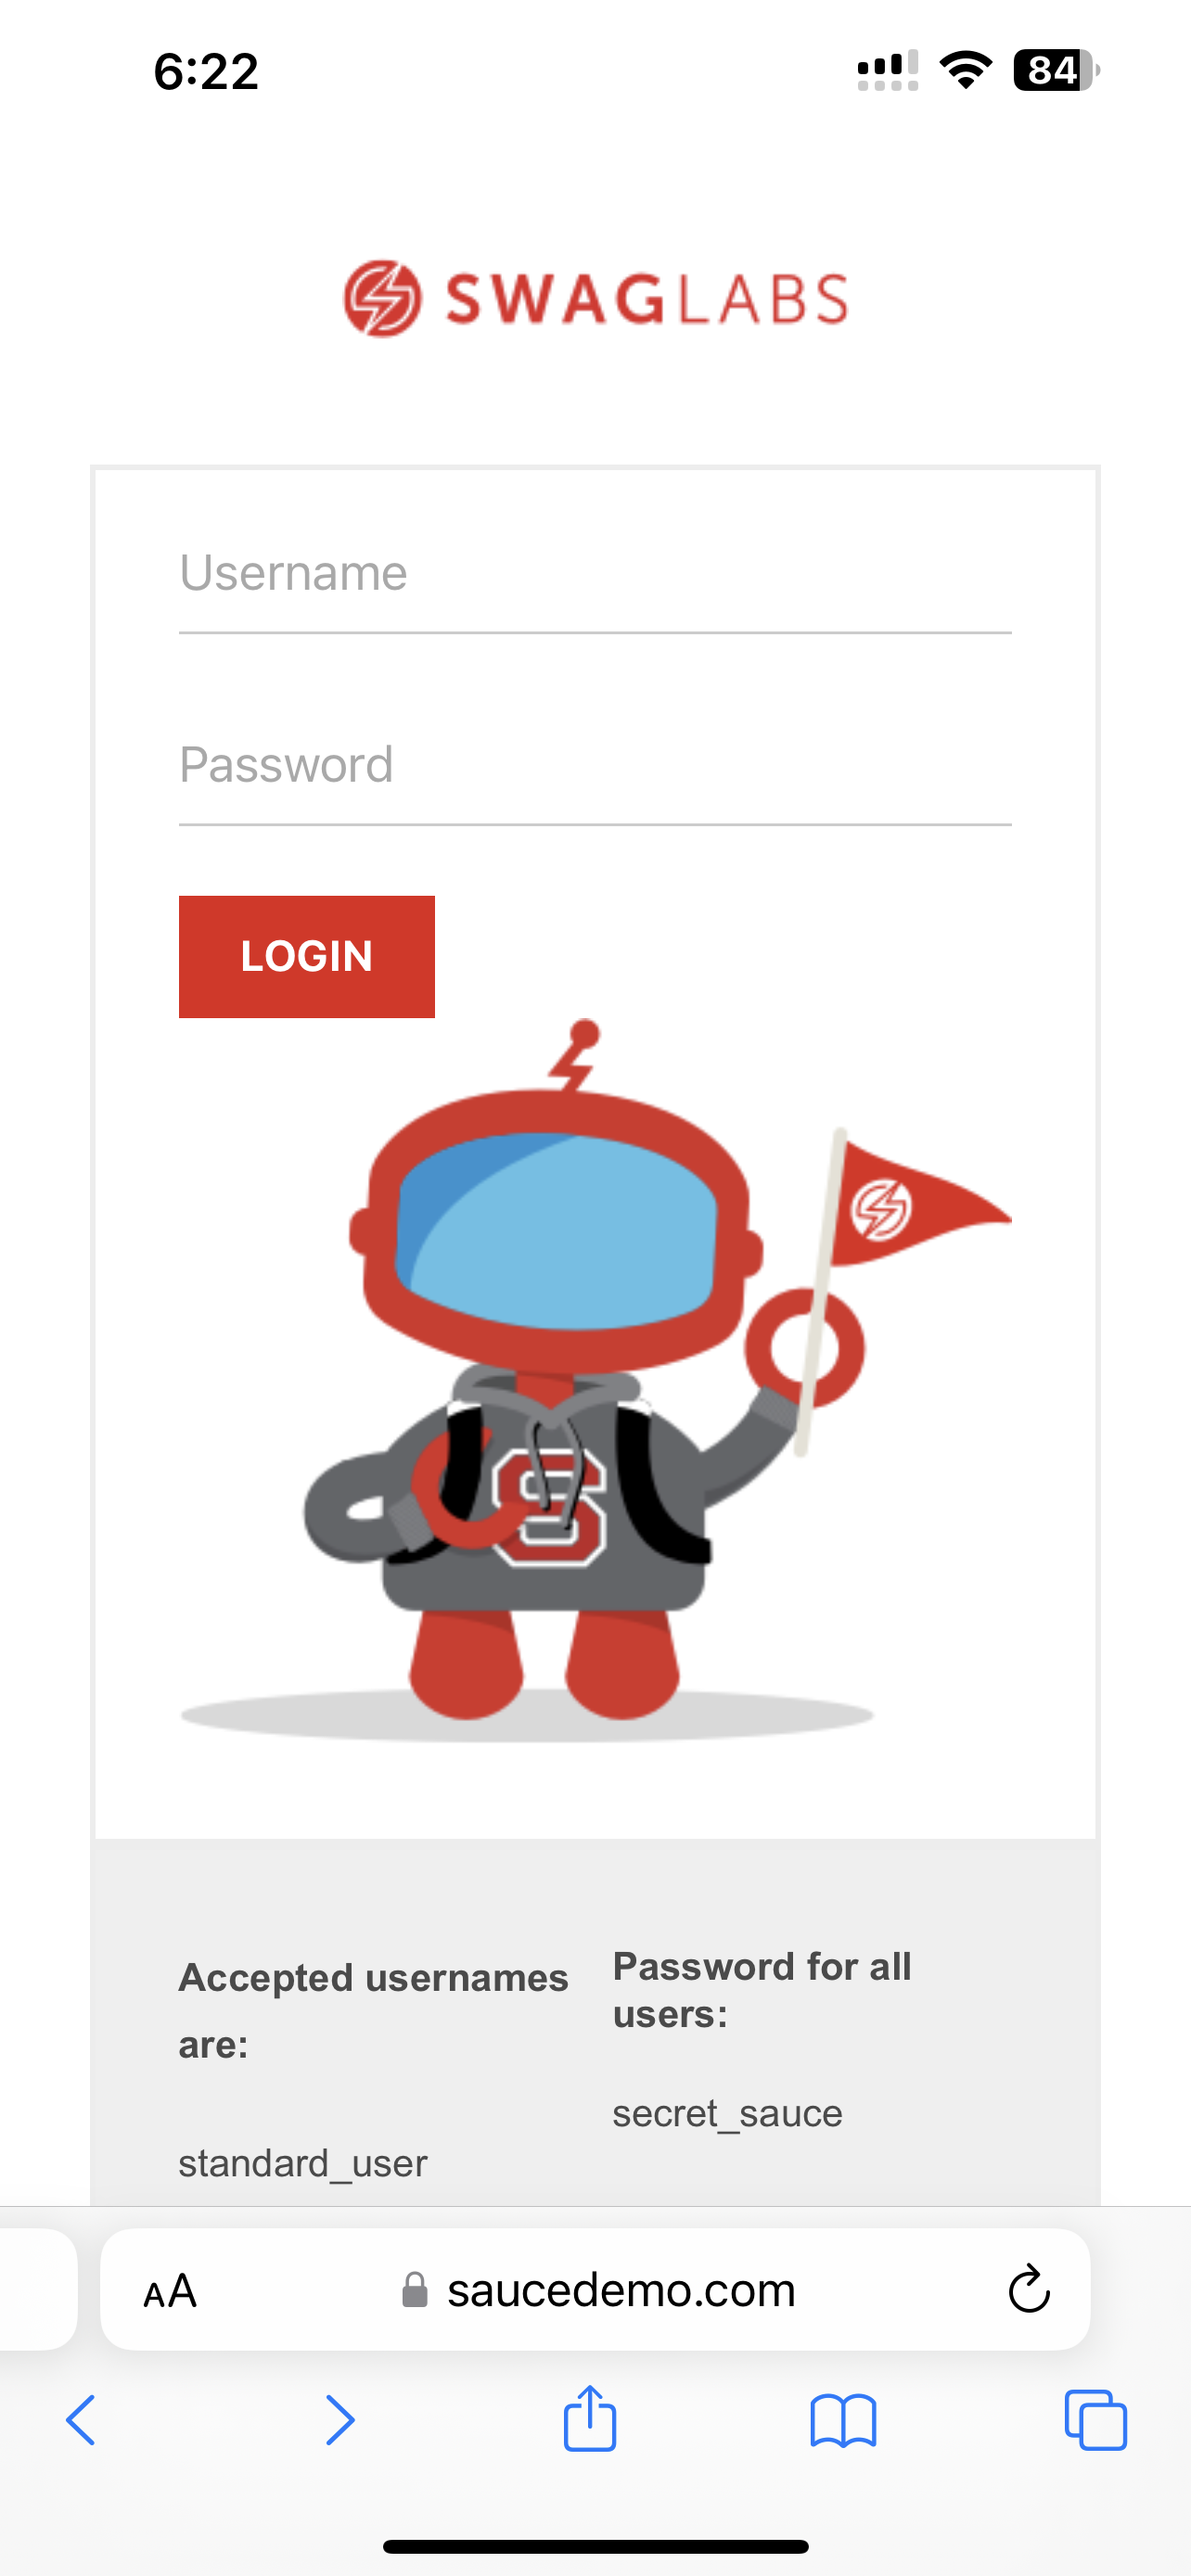 6:22
84
SWAGLABS
Username
Password
LOGIN
S
Accepted usernames
are:
standard_user
Password for all
users:
secret_sauce
AA
saucedemo.com